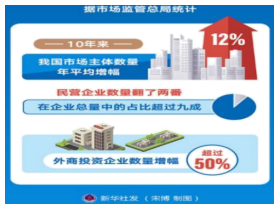 据市场监管总局统计
10年来
12%
我国市场主体数量
年平均增幅
民营企业数量翻了两番
在企业总量中的占比超过九成
外商投资企业数量增幅
超过
50%
新华社发（宋博 制图）